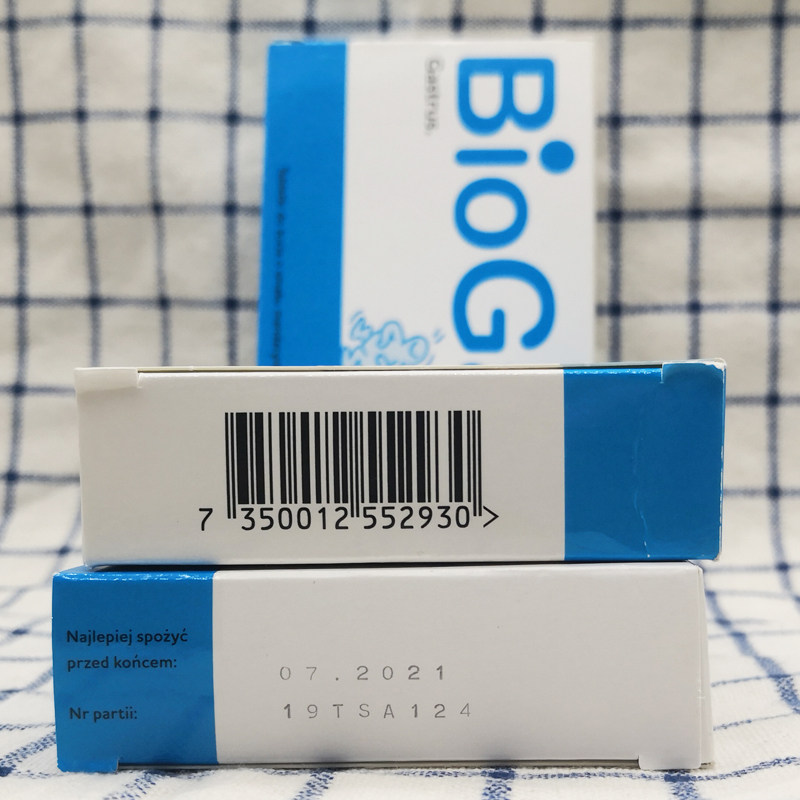 BioG
Gastrus.
7 350012 552930 >
Najlepiej spożyć
przed końcem:
07.2021
Nr partii:
19TSA124